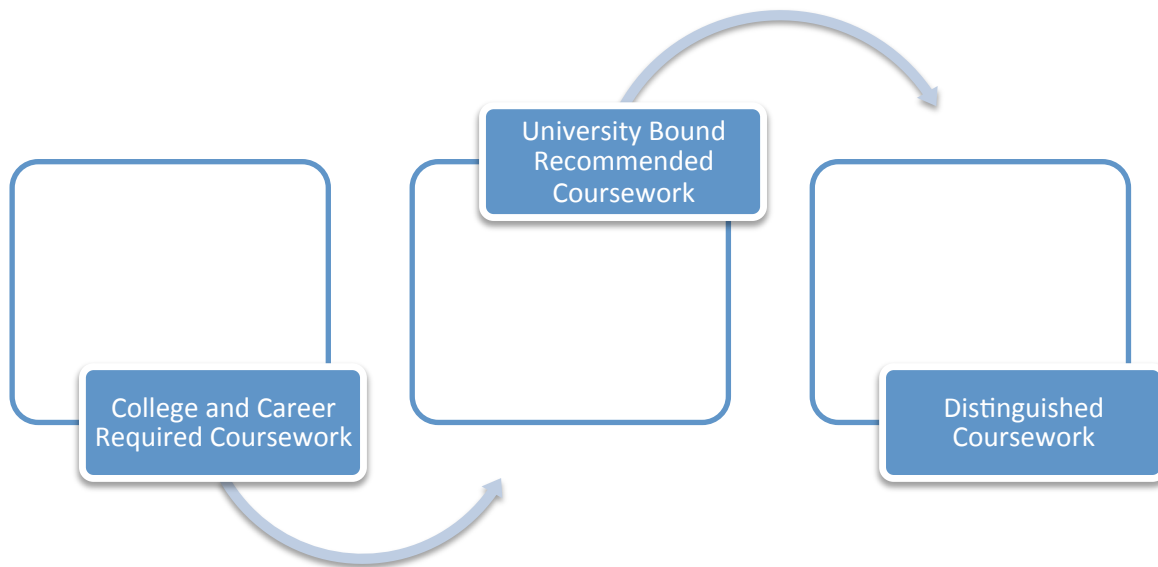 College and Career
Required Coursework
University Bound
Recommended
Coursework
Distinguished
Coursework